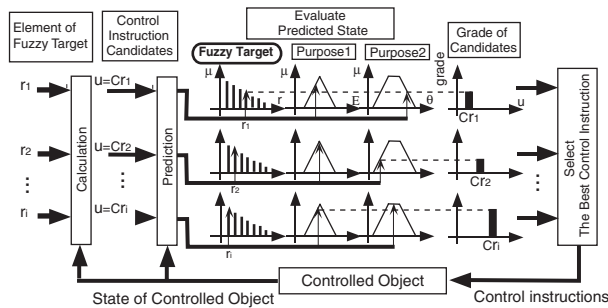 Element of
Fuzzy Target
Control
Instruction
Candidates
Evaluate
Predicted State
Fuzzy Target
Purpose1
Purpose2
Grade of
Candidates
r1
u=Cr1
μ
r
r1
μ
E
μ
θ
grade
u
Cr1
r2
u=Cr2
r2
Cr2
ri
u=Cri
ri
Cri
Calculation
Prediction
Select
The Best Control Instruction
Controlled Object
State of Controlled Object
Control instructions